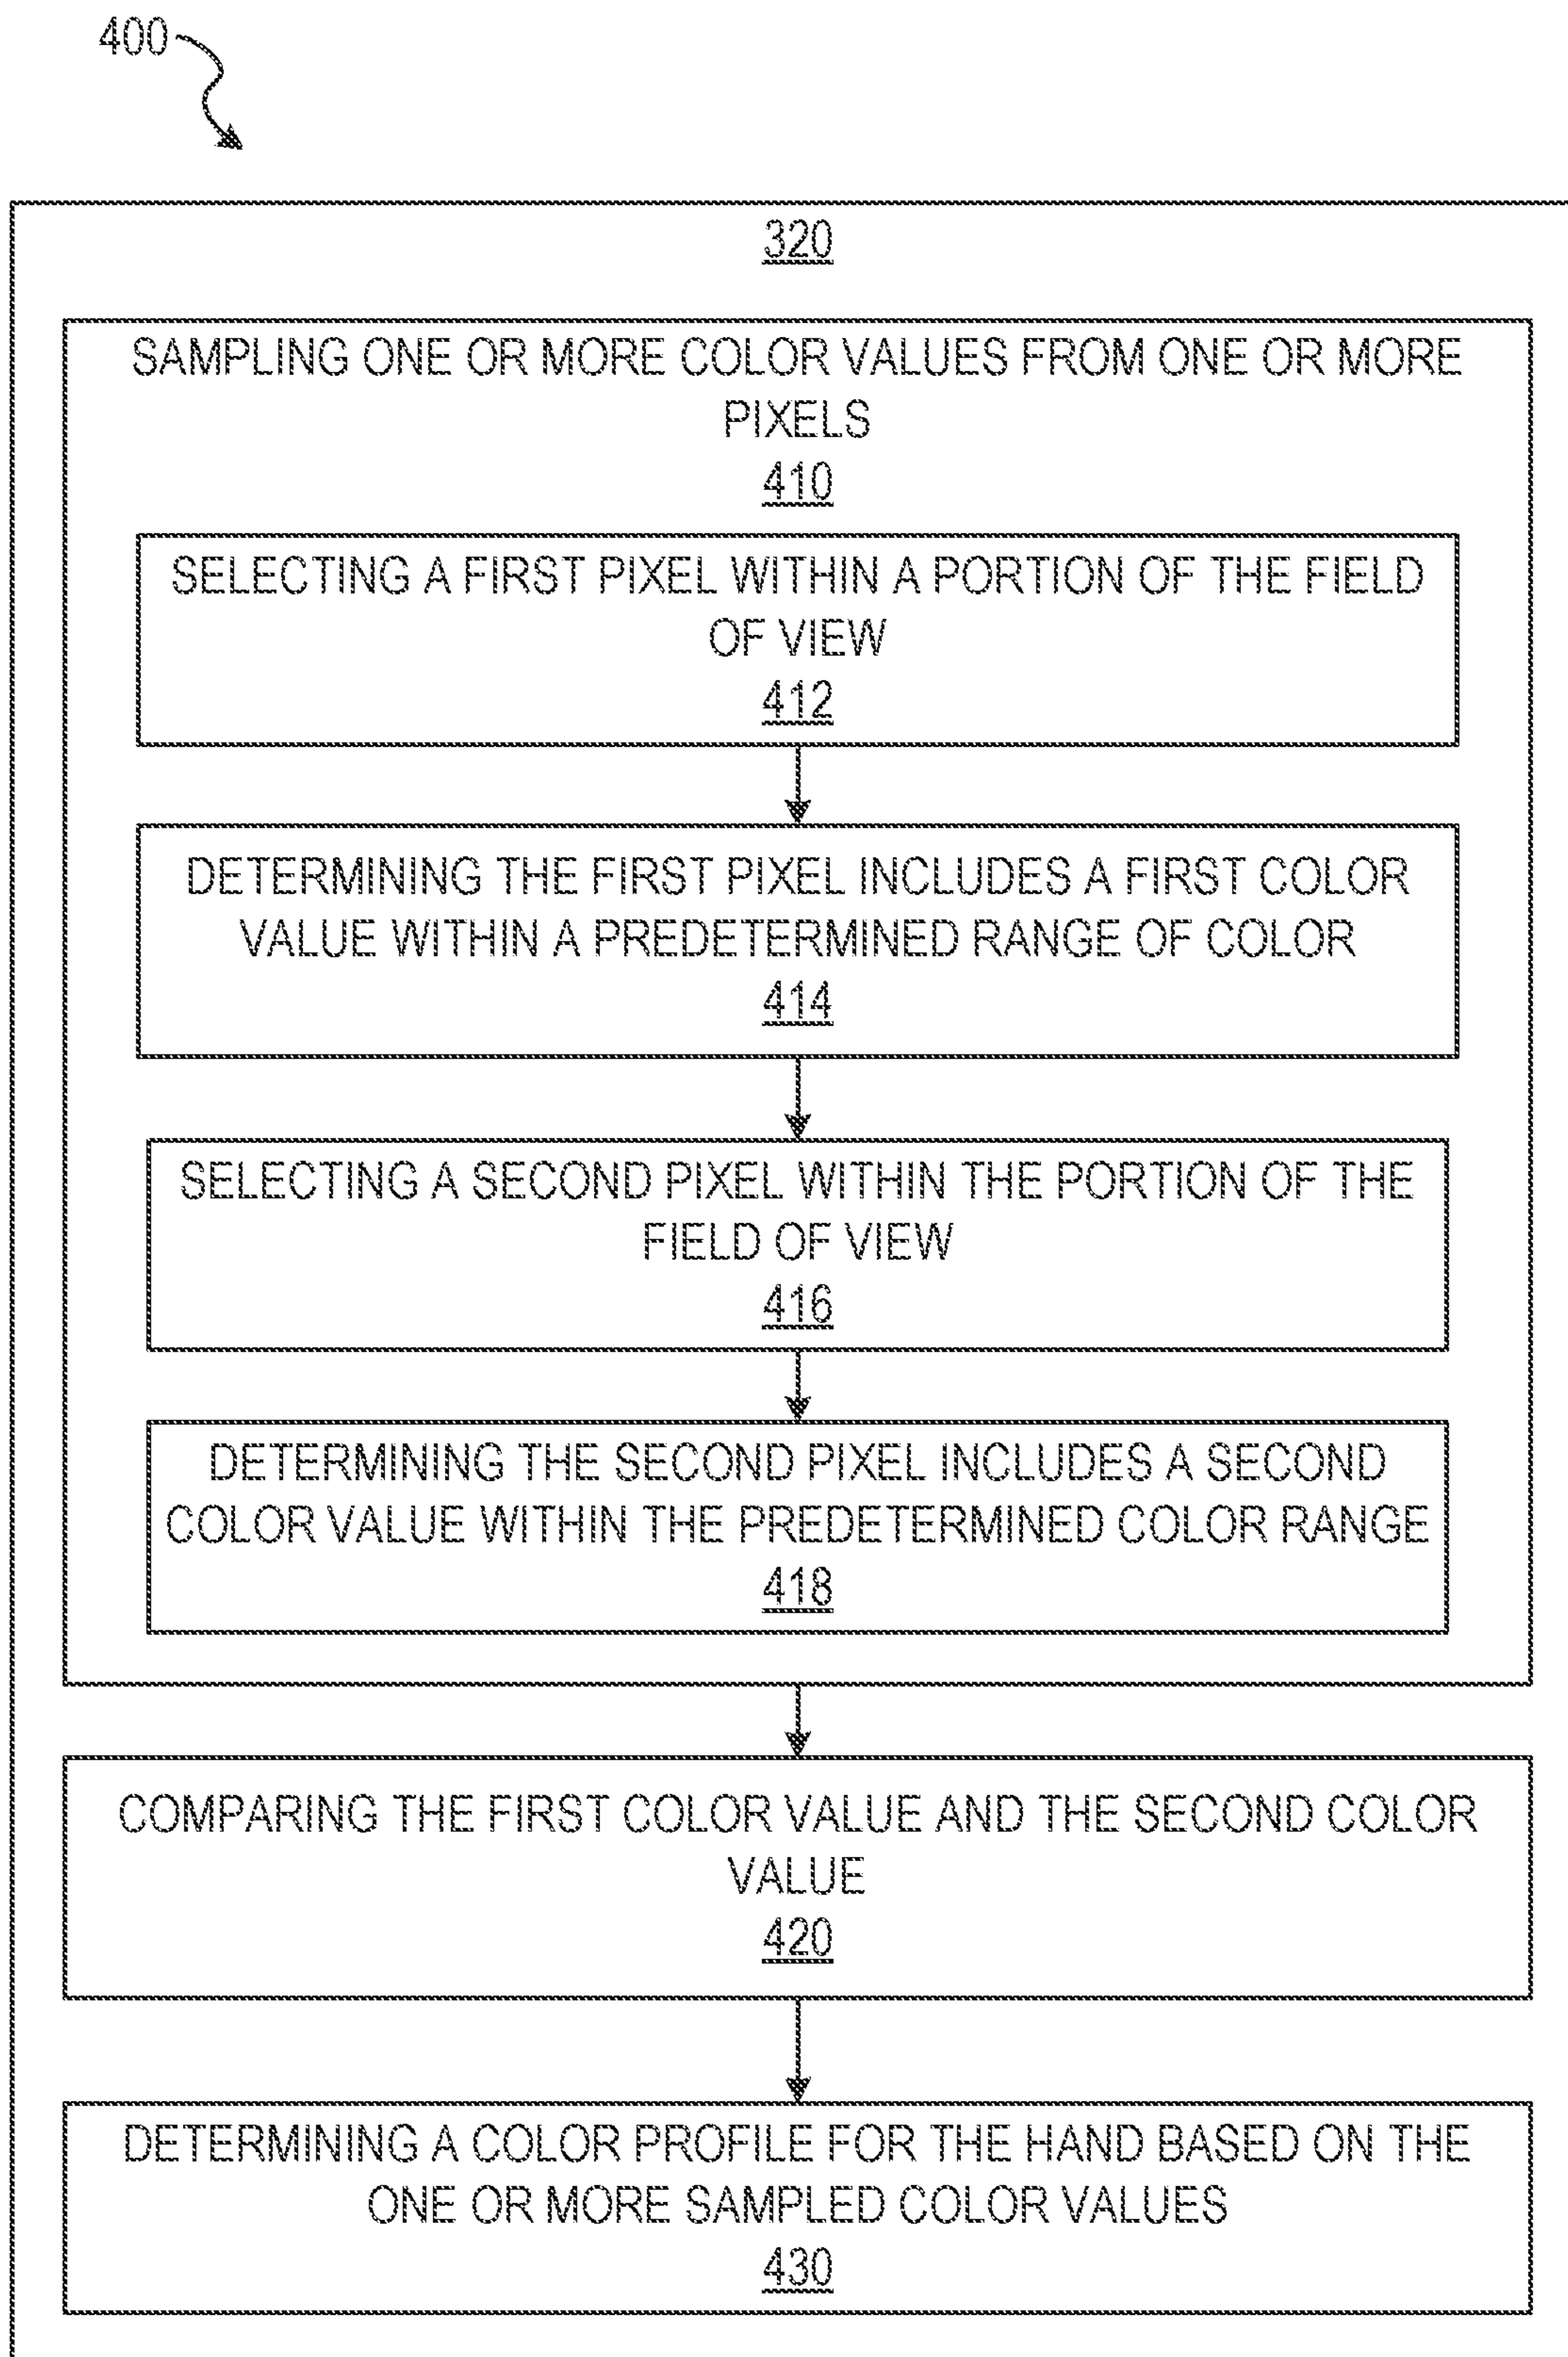 400
320
SAMPLING ONE OR MORE COLOR VALUES FROM ONE OR MORE
PIXELS
410
SELECTING A FIRST PIXEL WITHIN A PORTION OF THE FIELD
OF VIEW
412
DETERMINING THE FIRST PIXEL INCLUDES A FIRST COLOR
VALUE WITHIN A PREDETERMINED RANGE OF COLOR
414
SELECTING A SECOND PIXEL WITHIN THE PORTION OF THE
FIELD OF VIEW
416
DETERMINING THE SECOND PIXEL INCLUDES A SECOND
COLOR VALUE WITHIN THE PREDETERMINED COLOR RANGE
418
COMPARING THE FIRST COLOR VALUE AND THE SECOND COLOR
VALUE
420
DETERMINING A COLOR PROFILE FOR THE HAND BASED ON THE
ONE OR MORE SAMPLED COLOR VALUES
430